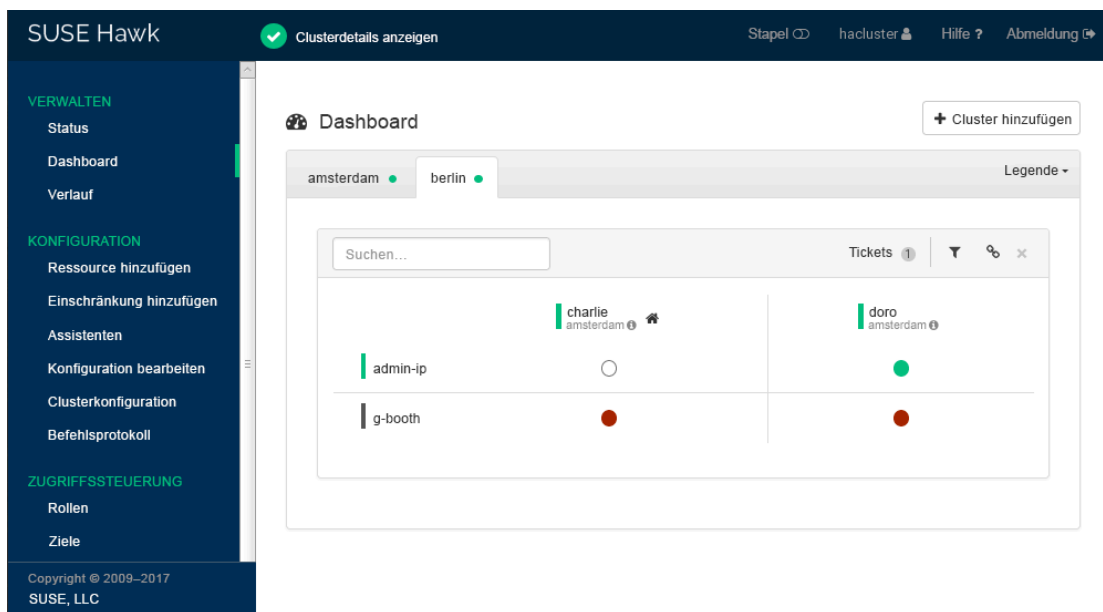 SUSE Hawk
Clusterdetails anzeigen
Stapel
hacluster
Hilfe ?
Abmeldung
VERWALTEN
Status
Dashboard
Verlauf
KONFIGURATION
Ressource hinzufügen
Einschränkung hinzufügen
Assistenten
Konfiguration bearbeiten
Clusterkonfiguration
Befehlsprotokoll
ZUGRIFFSSTEUERUNG
Rollen
Ziele
Copyright © 2009–2017
SUSE, LLC
Dashboard
+ Cluster hinzufügen
amsterdam
berlin
Legende
Suchen...
Tickets 1
charlie
amsterdam
doro
amsterdam
admin-ip
g-booth